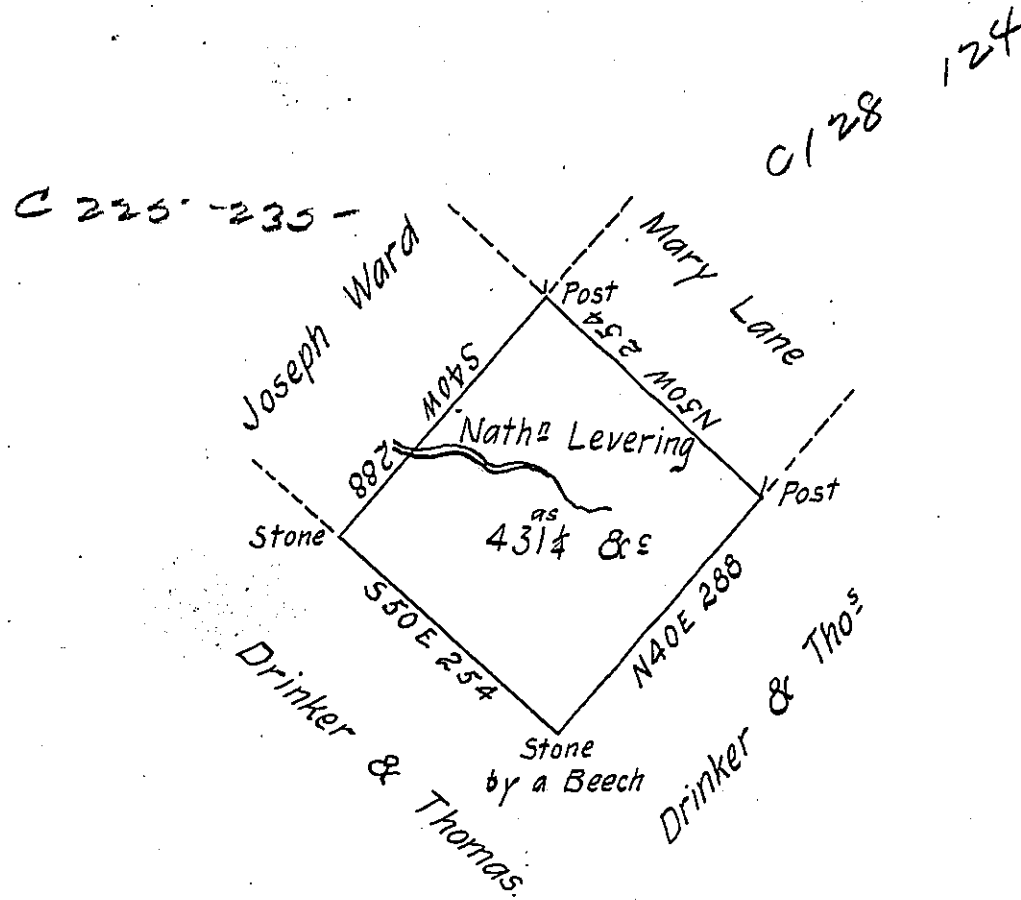 C128 124
C 225 - 235 -
Joseph Ward
Mary Lane
Post
N50W 254
S40W 288
Nathn Levering
431¼ as &c
Post
Stone
S50E 254
N40E 288
Stone
by a Beech
Drinker & Thomas.
Drinker & Thos